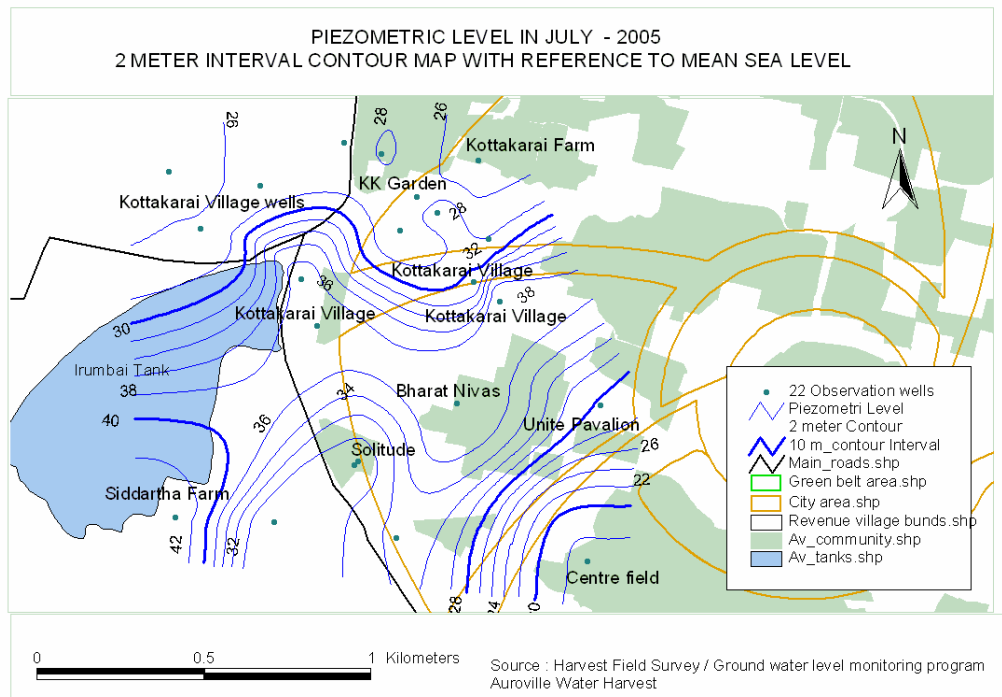 PIEZOMETRIC LEVEL IN JULY - 2005
2 METER INTERVAL CONTOUR MAP WITH REFERENCE TO MEAN SEA LEVEL
26
28
26
Kottakarai Farm
N
KK Garden
Kottakarai Village wells
28
32
Kottakarai Village
36
38
Kottakarai Village
Kottakarai Village
30
Irumbai Tank
38
34
Bharat Nivas
40
36
Unite Pavalion
26
Solitude
22
Siddartha Farm
42
32
Centre field
28
24
20
22 Observation wells
Piezometri Level
2 meter Contour
10 m_contour Interval
Main_roads.shp
Green belt area.shp
City area.shp
Revenue village bunds.shp
Av_community.shp
Av_tanks.shp
0 0.5 1 Kilometers
Source : Harvest Field Survey / Ground water level monitoring program
Auroville Water Harvest